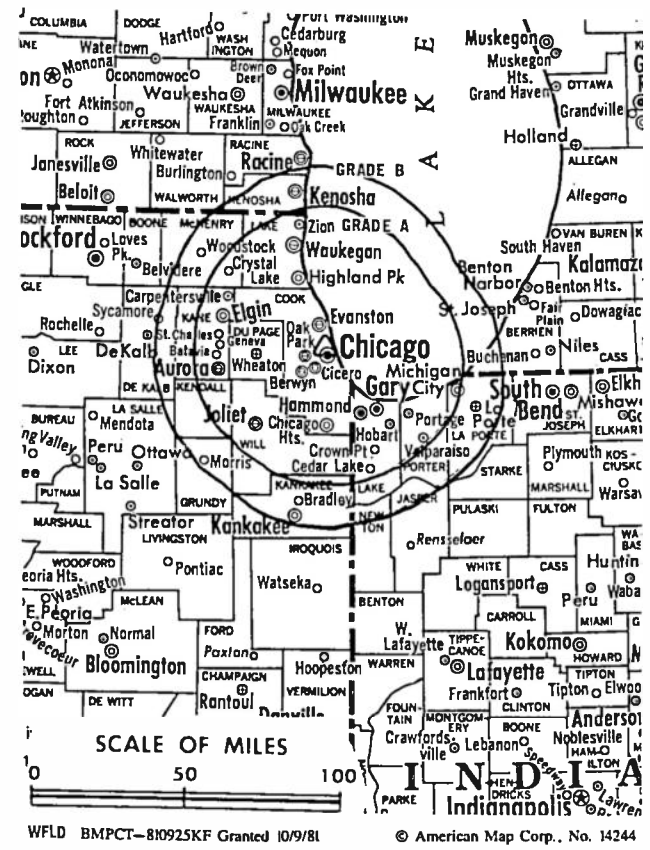 COLUMBIA DODGE Hartford Port Washington
WASHINGTON Cedarburg
Watertown Mequon Muskegon
Monona Oconomowoc Brown Deer Fox Point Muskegon Hts.
Waukesha Milwaukee Grand Haven OTTAWA
Fort Atkinson WAUKESHA MILWAUKEE Grandville
JEFFERSON Franklin Oak Creek
ROCK Whitewater RACINE Holland
Janesville Burlington Racine ALLEGAN
GRADE B
Beloit WALWORTH KENOSHA Kenosha Allegan
WINNEBAGO BOONE McHENRY LAKE Zion GRADE A
LAKE
VAN BUREN
Loves Pk. Woodstock Waukegan South Haven
Belvidere Crystal Lake Highland Pk Benton Harbor Benton Hts.
Carpentersville COOK
Sycamore KANE Elgin Evanston St. Joseph Fair Plain Dowagiac
Rochelle St. Charles DU PAGE Oak Park BERRIEN
LEE DeKalb Geneva Chicago Buchanan Niles CASS
Dixon Batavia Wheaton Cicero Michigan City
Aurora Berwyn Gary South Bend
DE KALB KENDALL Hammond ST. JOSEPH
LA SALLE Joliet Chicago Hts. Hobart Portage La Porte
BUREAU Mendota WILL Crown Pt Valparaiso LA PORTE Plymouth
Peru Ottawa Morris Cedar Lake PORTER STARKE
La Salle KANKAKEE LAKE JASPER MARSHALL
PUTNAM GRUNDY Bradley
MARSHALL Streator Kankakee NEWTON PULASKI FULTON
LIVINGSTON IROQUOIS Rensselaer
WOODFORD Pontiac WHITE CASS
Washington Watseka Logansport Peru
E. Peoria McLEAN BENTON CARROLL MIAMI
Morton Normal FORD W. Lafayette TIPPECANOE Kokomo
Bloomington Paxton Hoopeston WARREN Lafayette HOWARD
CHAMPAIGN TIPTON
DE WITT Rantoul VERMILION Frankfort Tipton
Danville FOUNTAIN MONTGOMERY CLINTON
BOONE Noblesville
Crawfordsville Lebanon HAMILTON
SCALE OF MILES Speedway
0 50 100 INDIA
PARKE HENDRICKS
Indianapolis
WFLD BMPCT-810925KF Granted 10/9/81 © American Map Corp., No. 14244